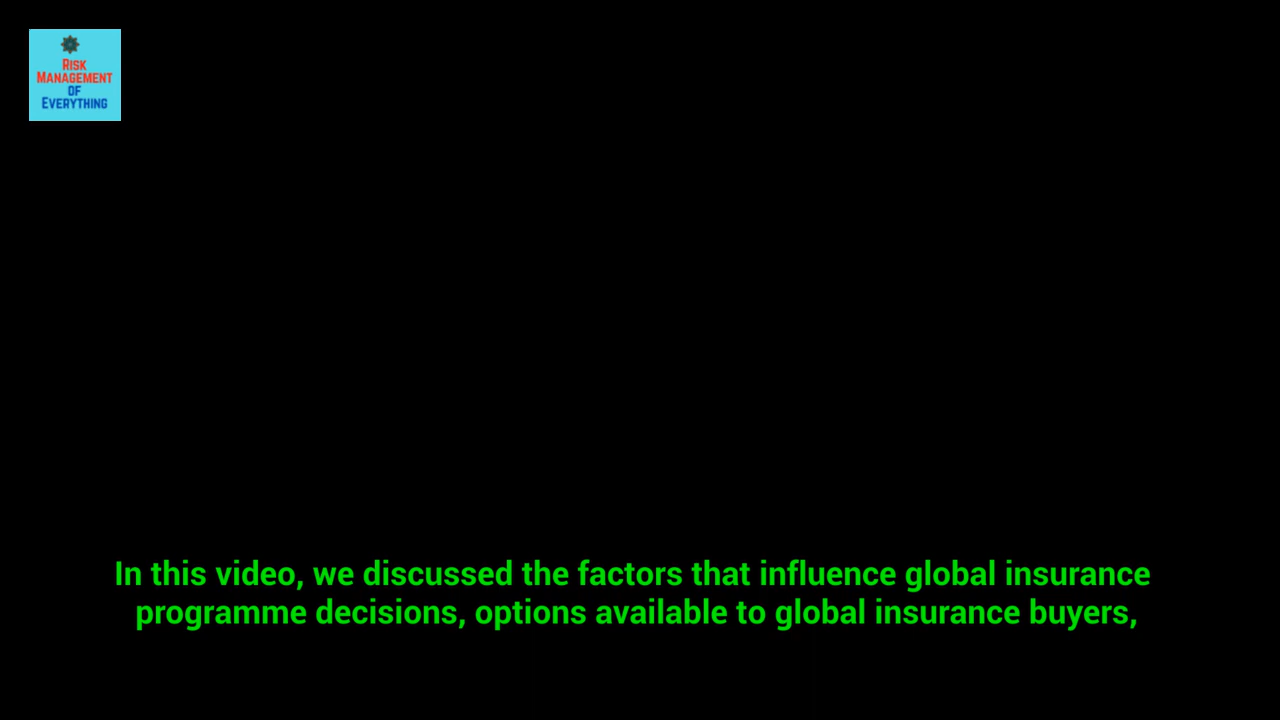 Risk
Management
of
Everything
In this video, we discussed the factors that influence global insurance
programme decisions, options available to global insurance buyers,